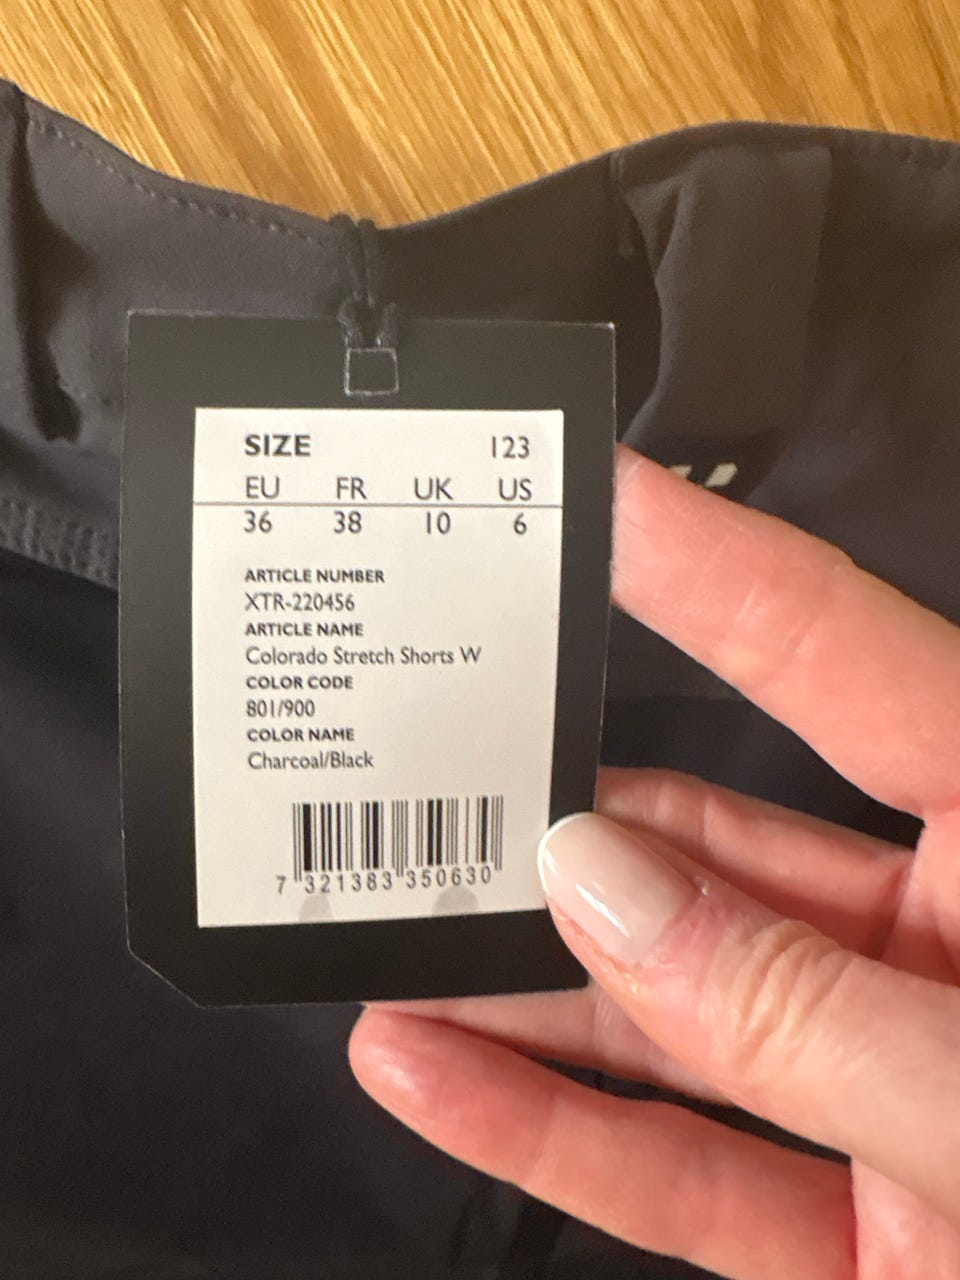 SIZE 123
EU FR UK US
36 38 10 6
ARTICLE NUMBER
XTR-220456
ARTICLE NAME
Colorado Stretch Shorts W
COLOR CODE
801/900
COLOR NAME
Charcoal/Black
7 321383 350630